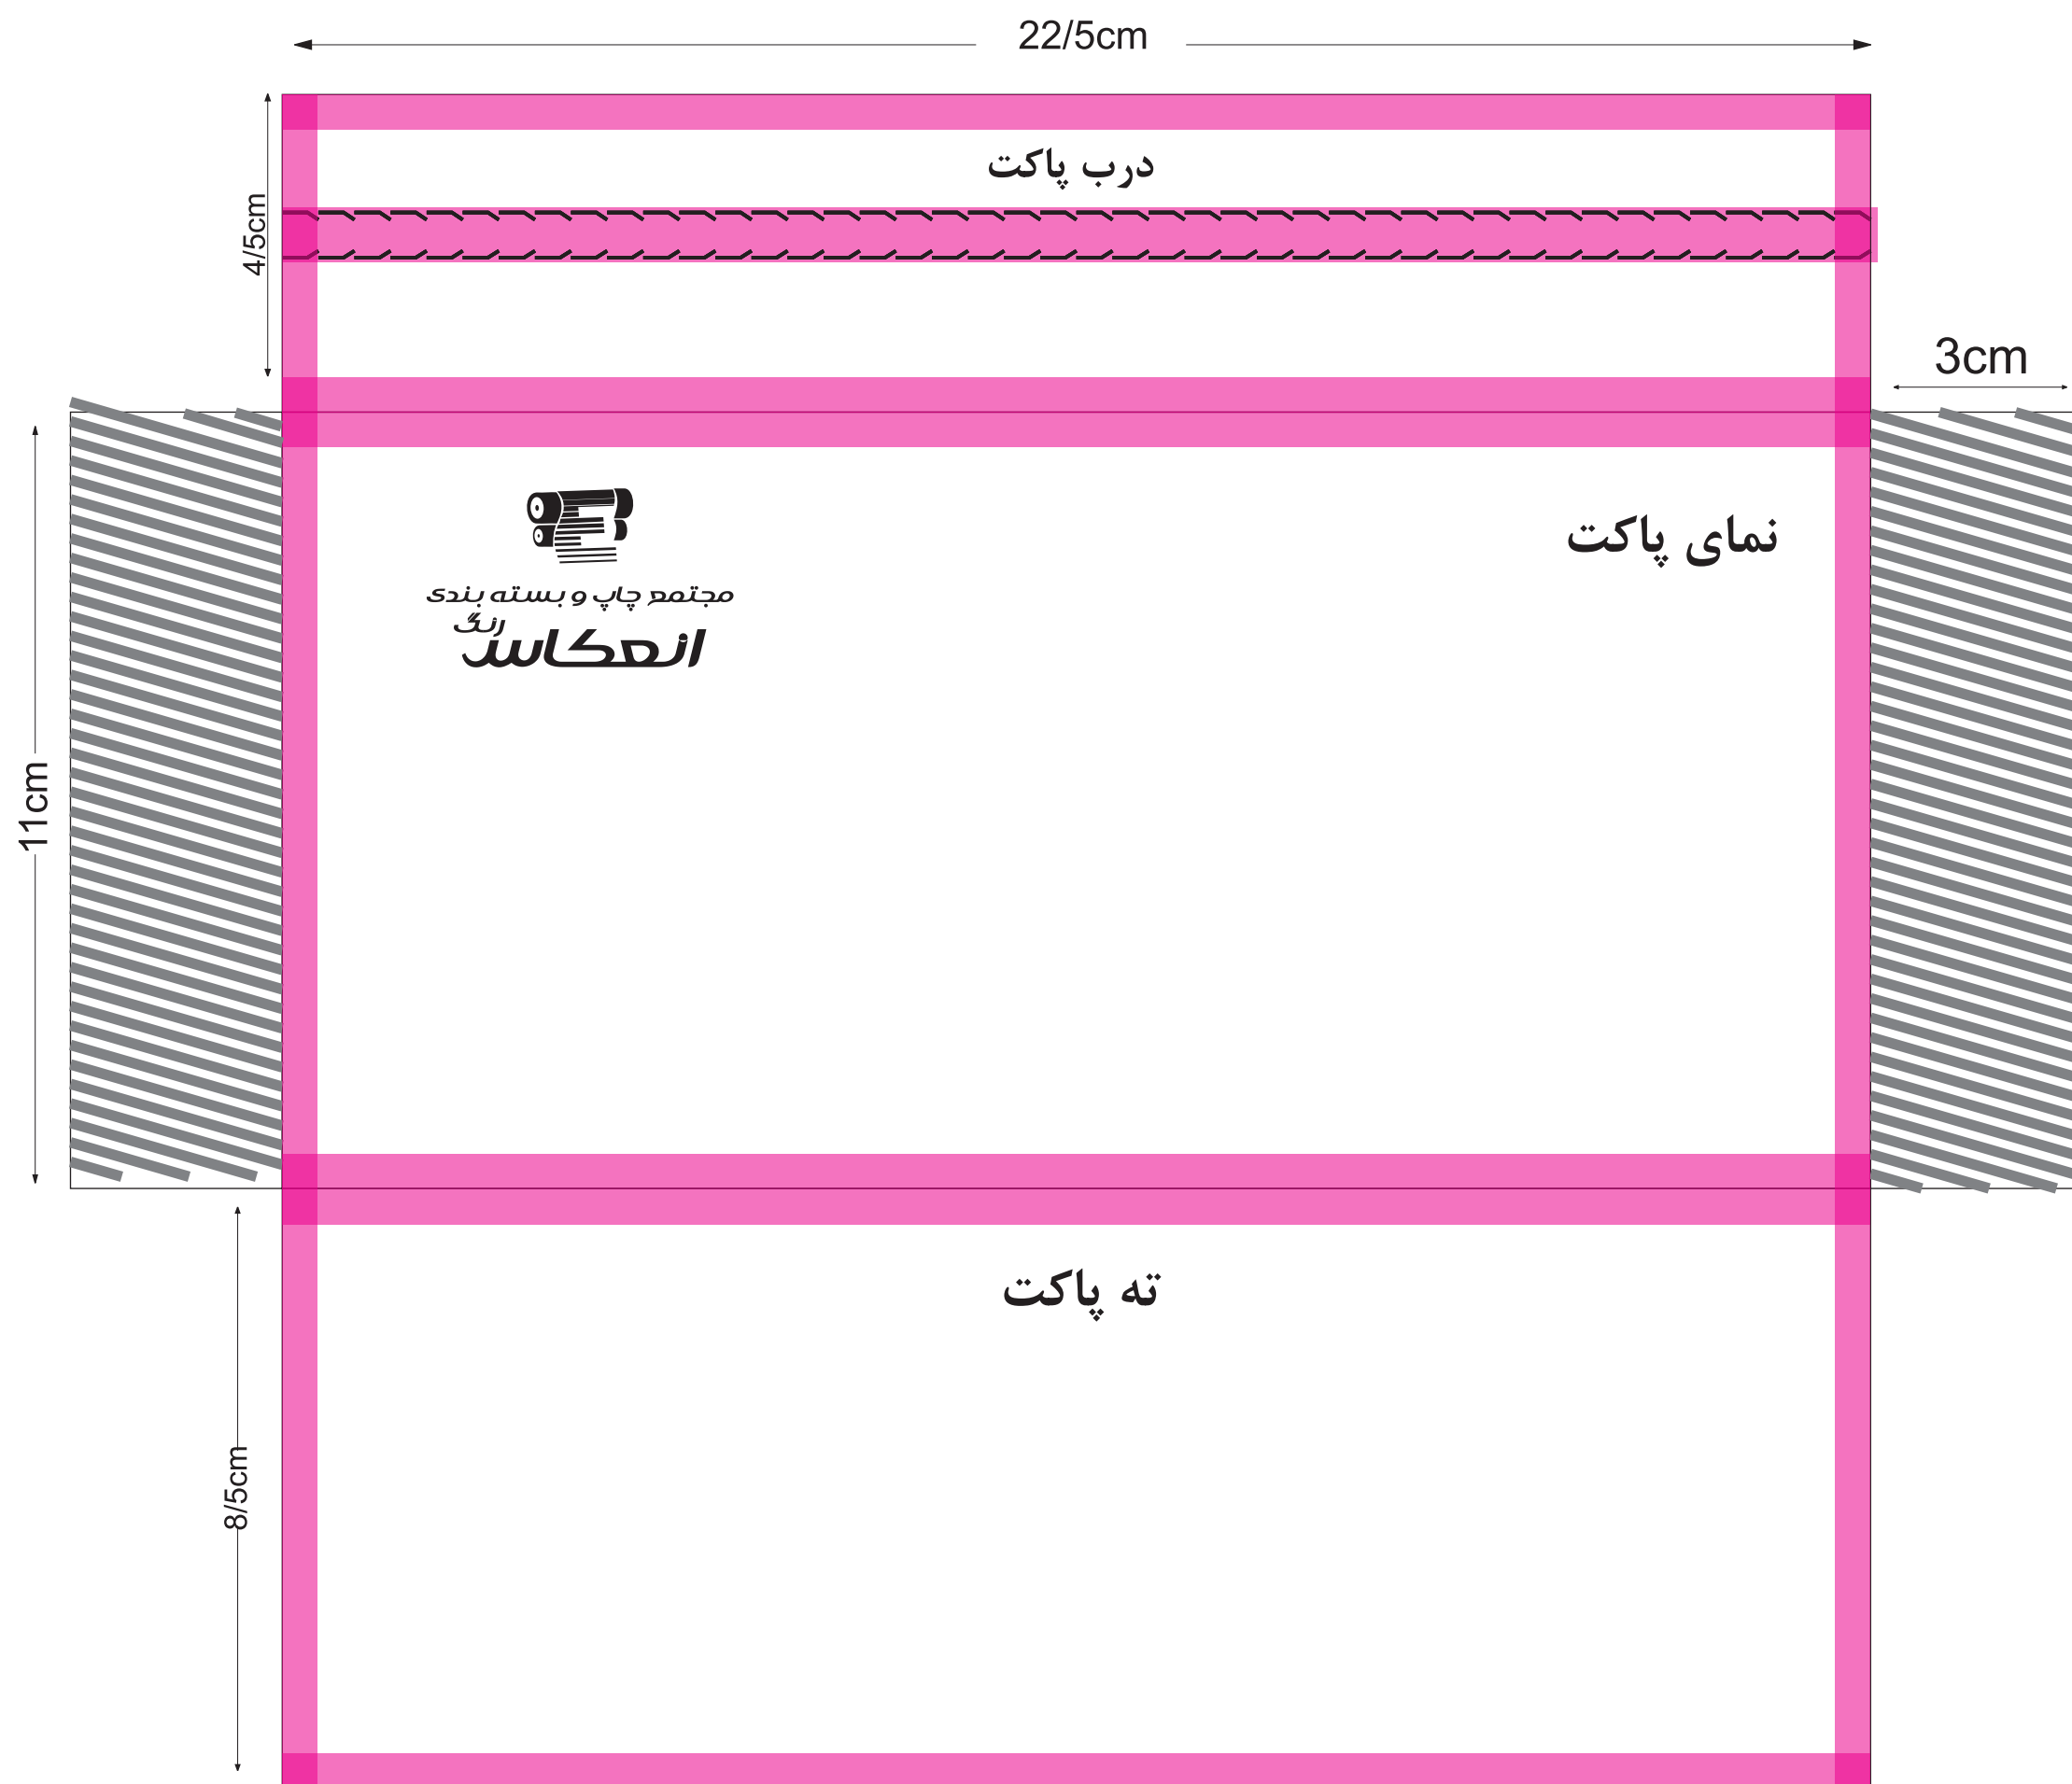 22/5cm
درب پاکت
4/5cm
3cm
نمای پاکت
مجتمع چاپ و بسته بندی
رنگ
انعکاس
11cm
ته پاکت
8/5cm